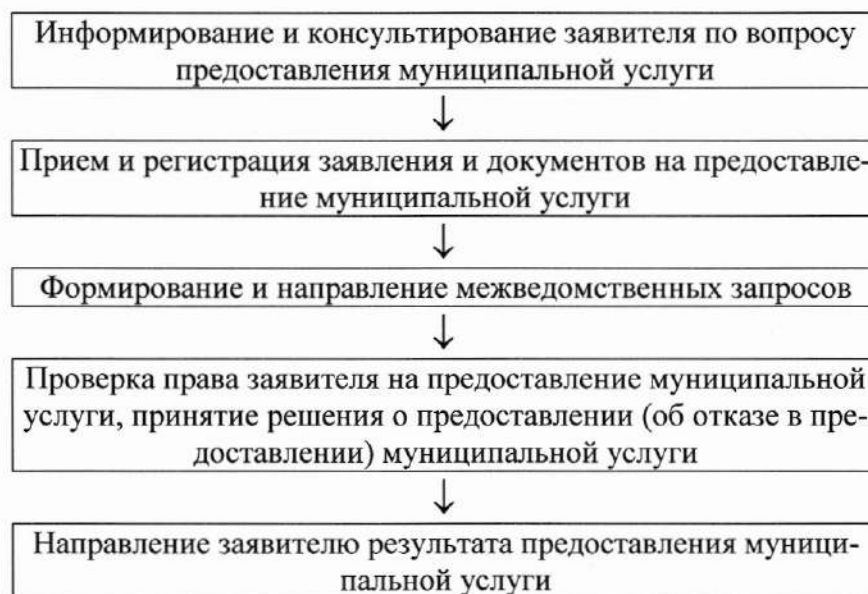 Информирование и консультирование заявителя по вопросу
предоставления муниципальной услуги
↓
Прием и регистрация заявления и документов на предоставле-
ние муниципальной услуги
↓
Формирование и направление межведомственных запросов
↓
Проверка права заявителя на предоставление муниципальной
услуги, принятие решения о предоставлении (об отказе в пре-
доставлении) муниципальной услуги
↓
Направление заявителю результата предоставления муници-
пальной услуги